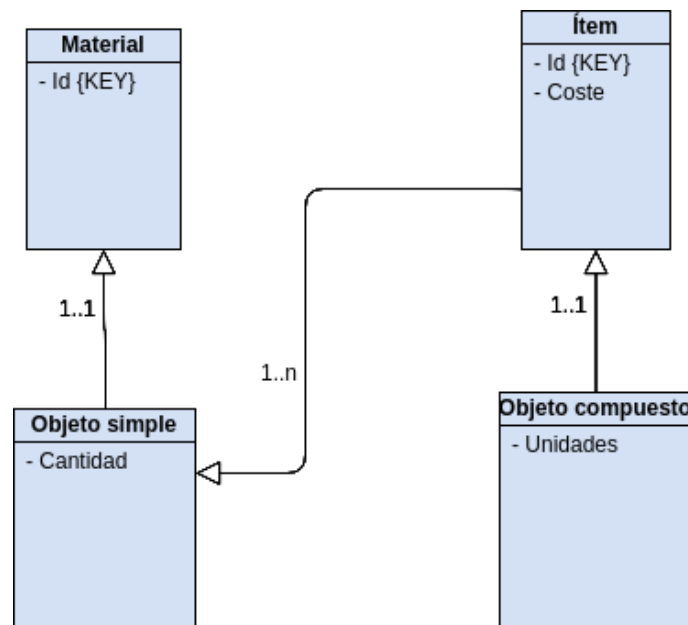 Material
- Id {KEY}
Ítem
- Id {KEY}
- Coste
1..1
1..1
1..n
Objeto simple
- Cantidad
Objeto compuesto
- Unidades